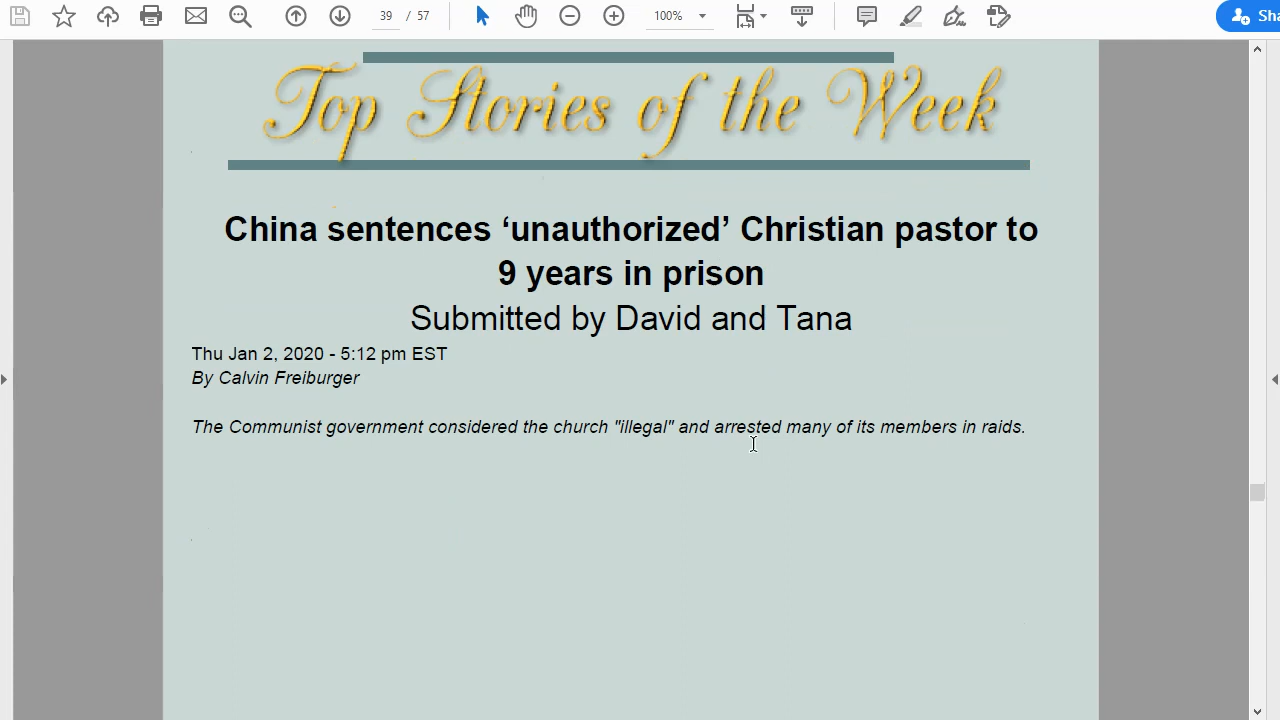 39 / 57
100%
Sha
Top Stories of the Week
China sentences ‘unauthorized’ Christian pastor to
9 years in prison
Submitted by David and Tana
Thu Jan 2, 2020 - 5:12 pm EST
By Calvin Freiburger
The Communist government considered the church "illegal" and arrested many of its members in raids.